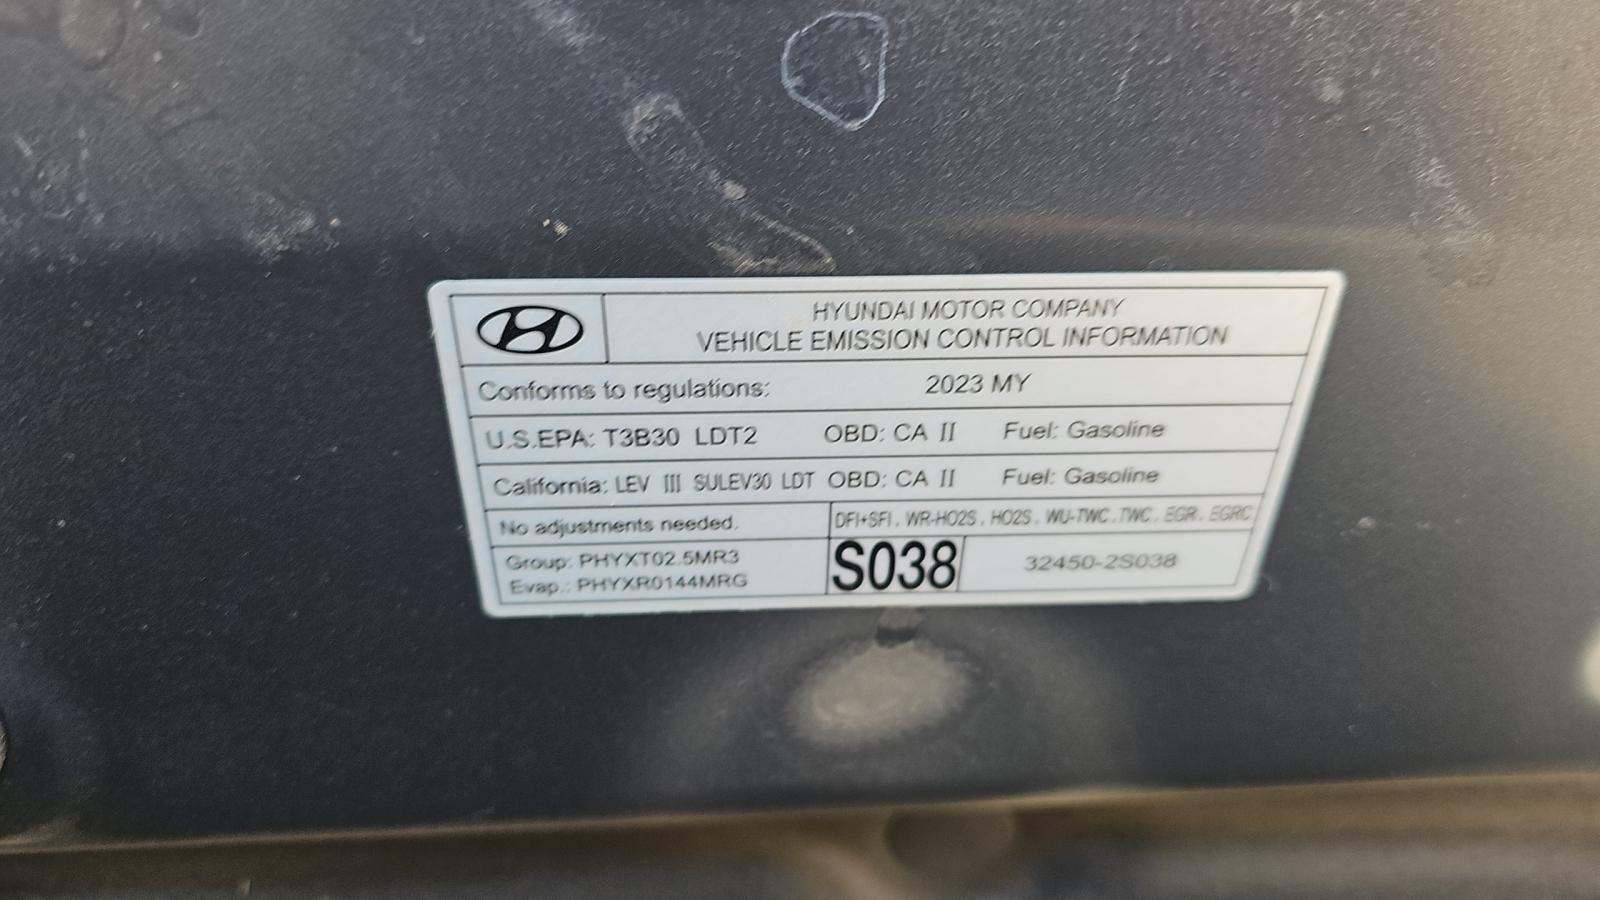 HYUNDAI MOTOR COMPANY
VEHICLE EMISSION CONTROL INFORMATION
Conforms to regulations: 2023 MY
U.S.EPA: T3B30 LDT2 OBD: CA II Fuel: Gasoline
California: LEV III SULEV30 LDT OBD: CA II Fuel: Gasoline
No adjustments needed. DFI+SFI, WR-HO2S, HO2S, WU-TWC, TWC, EGR, EGRC
Group: PHYXT02.5MR3
Evap.: PHYXR0144MRG
S038 32450-2S038